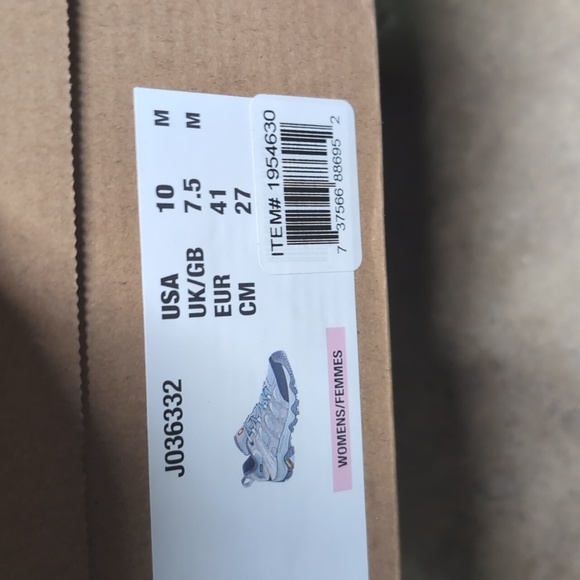 USA 10 M
UK/GB 7.5 M
EUR 41
CM 27
ITEM# 1954630
7 37566 88695 2
J036332
WOMENS/FEMMES